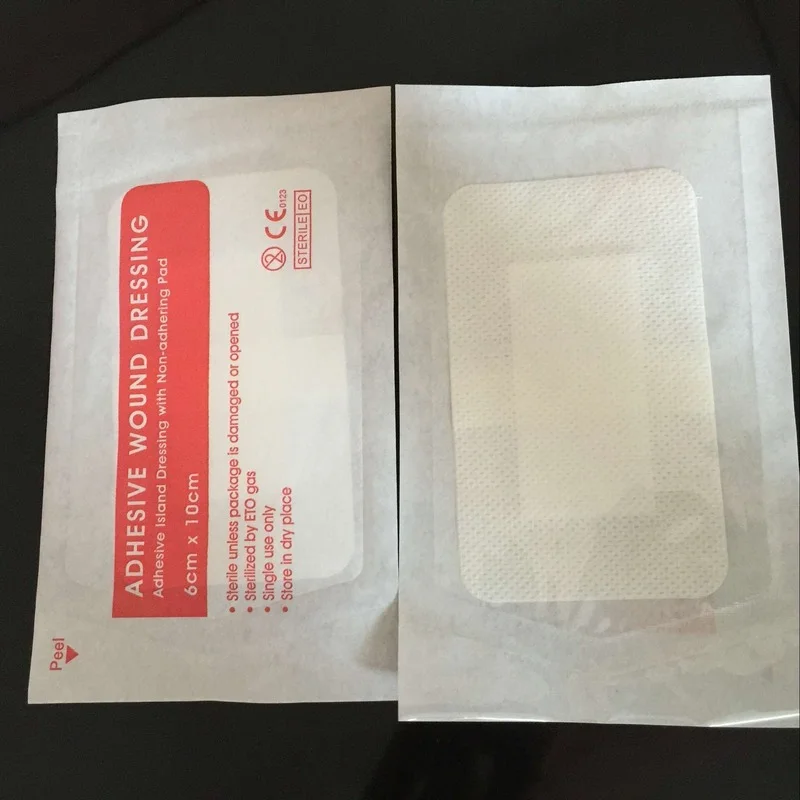 ADHESIVE WOUND DRESSING
Adhesive Island Dressing with Non-adhering Pad
6cm x 10cm
• Sterile unless package is damaged or opened
• Sterilized by ETO gas
• Single use only
• Store in dry place
2 CE 0123
STERILE EO
Peel